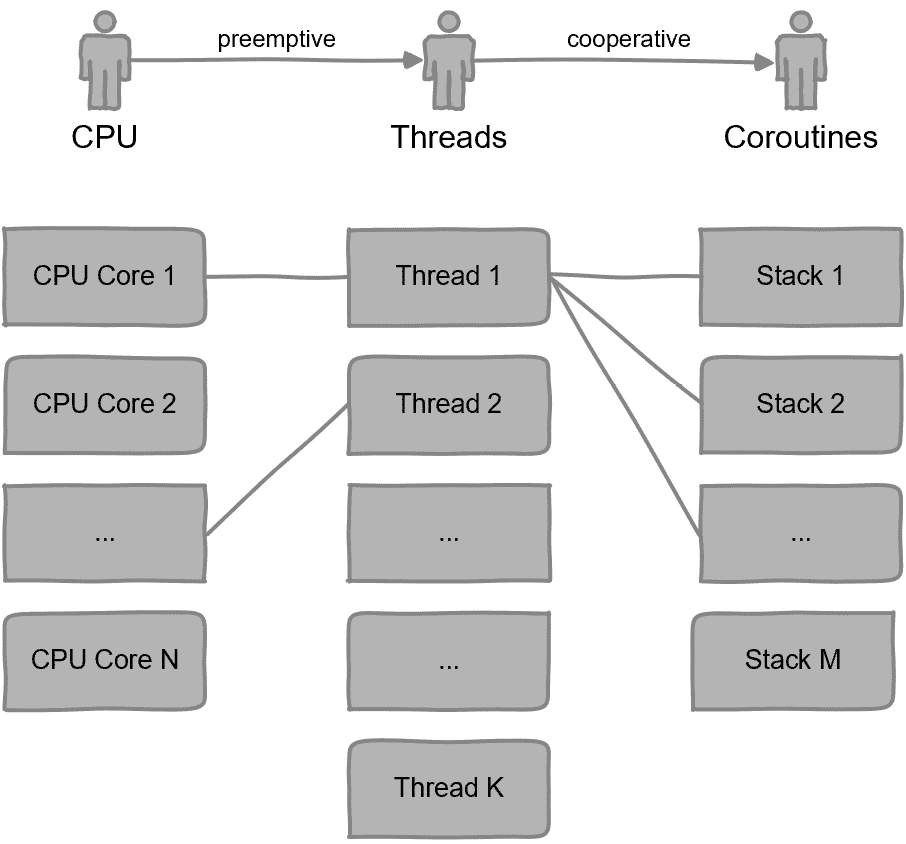 preemptive
cooperative
CPU
Threads
Coroutines
CPU Core 1
Thread 1
Stack 1
CPU Core 2
Thread 2
Stack 2
...
...
...
CPU Core N
...
Stack M
Thread K